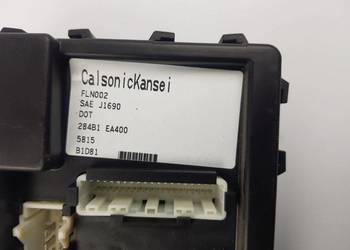 CalsonicKansei
FLN002
SAE J1690
DOT
284B1 EA400
5815
B1D81